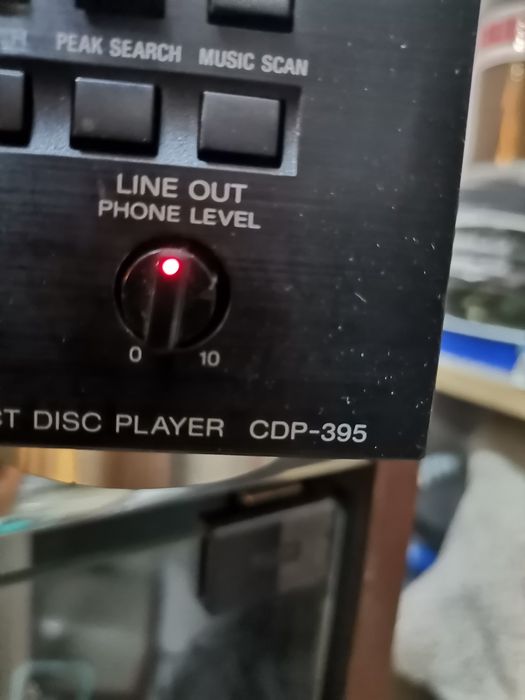 PEAK SEARCH MUSIC SCAN
LINE OUT
PHONE LEVEL
0 10
DISC PLAYER CDP-395